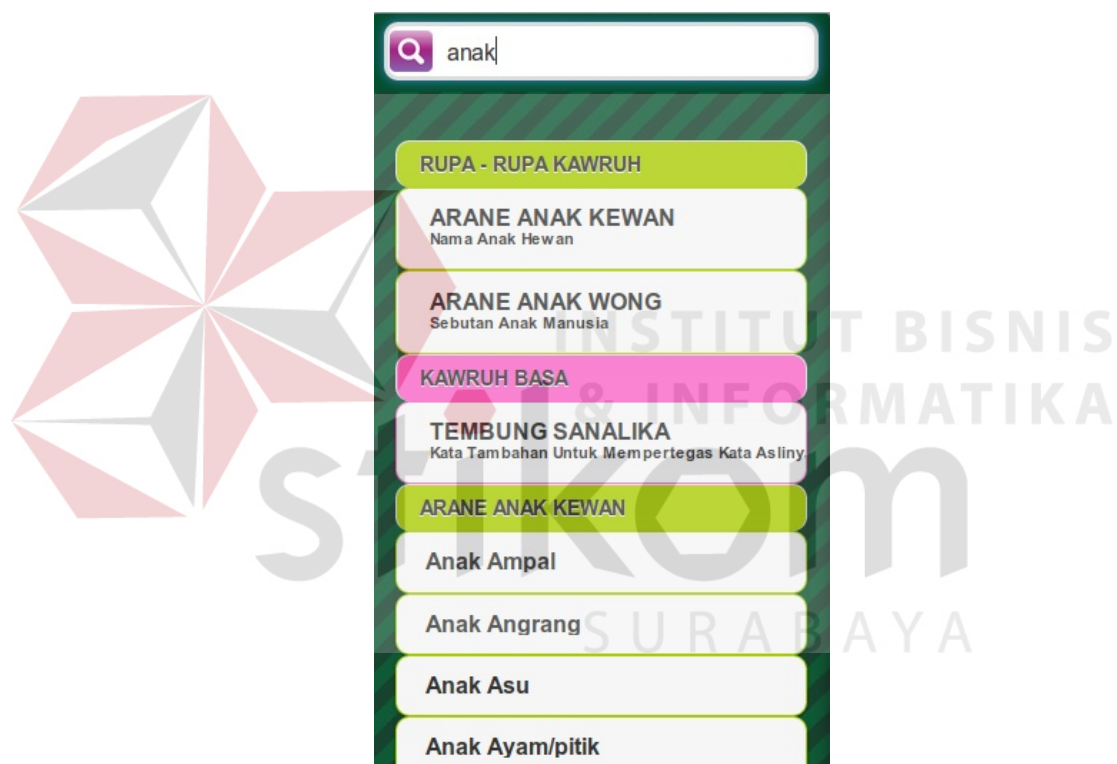 anak
RUPA - RUPA KAWRUH
ARANE ANAK KEWAN
Nama Anak Hewan
ARANE ANAK WONG
Sebutan Anak Manusia
INSTITUT BISNIS
KAWRUH BASA
& INFORMATIKA
TEMBUNG SANALIKA
Kata Tambahan Untuk Mempertegas Kata Asliny
stikom
ARANE ANAK KEWAN
Anak Ampal
Anak Angrang
SURABAYA
Anak Asu
Anak Ayam/pitik